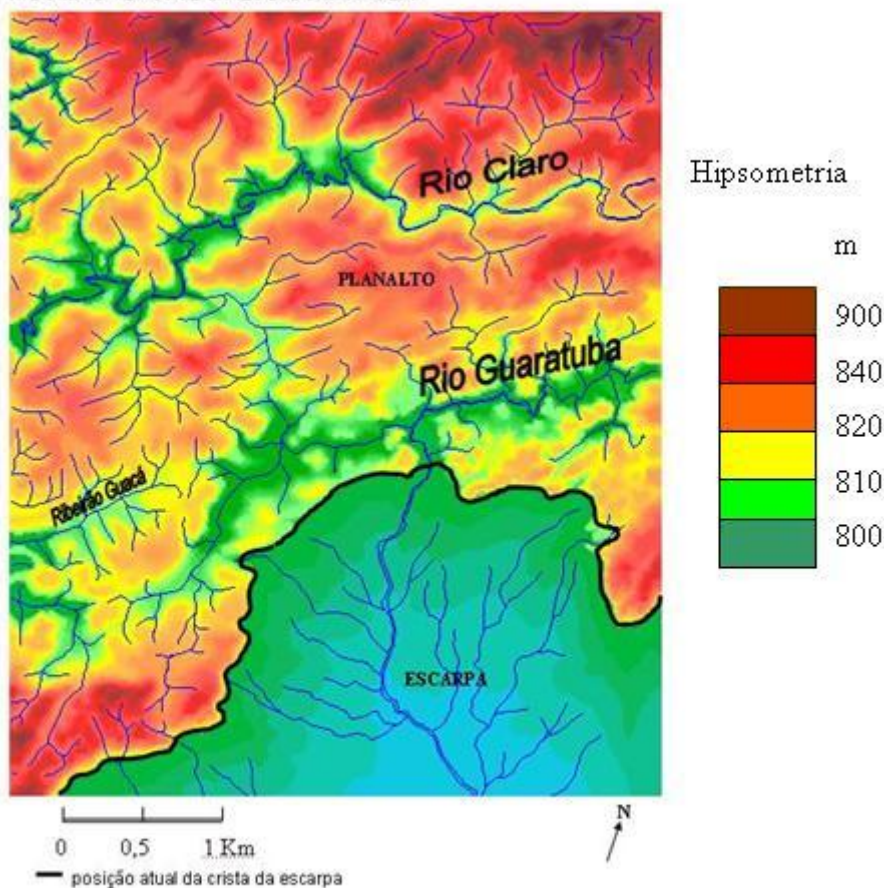 Rio Claro
Hipsometria
m
PLANALTO
900
840
Rio Guaratuba
820
810
Ribeirão Guacá
800
ESCARPA
N
0 0,5 1 Km
posição atual da crista da escarpa